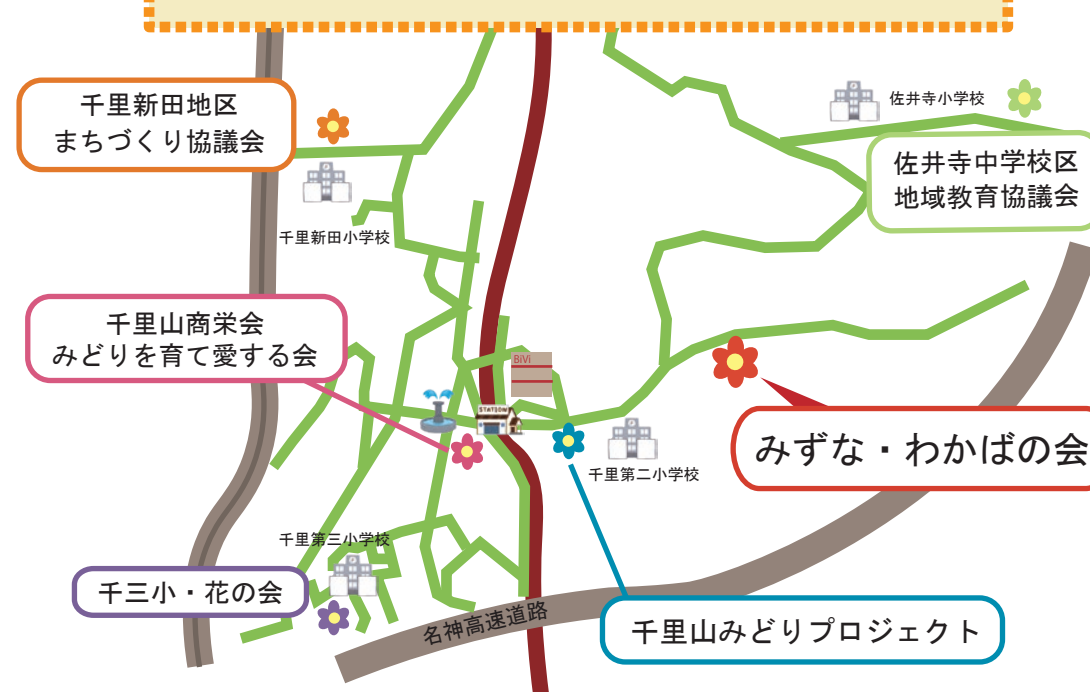 佐井寺小学校
千里新田地区
まちづくり協議会
佐井寺中学校区
地域教育協議会
千里新田小学校
千里山商栄会
みどりを育て愛する会
BiVi
STATION
みずな・わかばの会
千里第二小学校
千里第三小学校
千三小・花の会
名神高速道路
千里山みどりプロジェクト